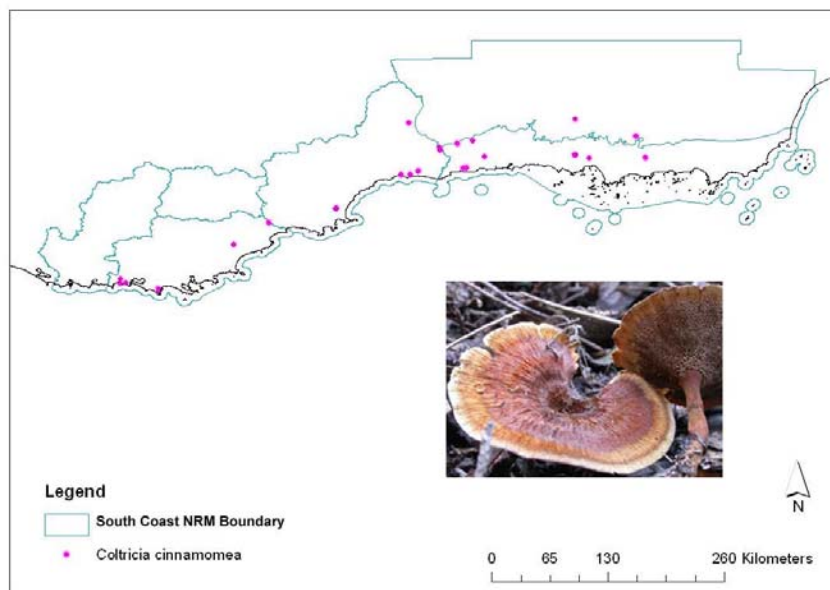 Legend
South Coast NRM Boundary
Coltricia cinnamomea
N
0 65 130 260 Kilometers